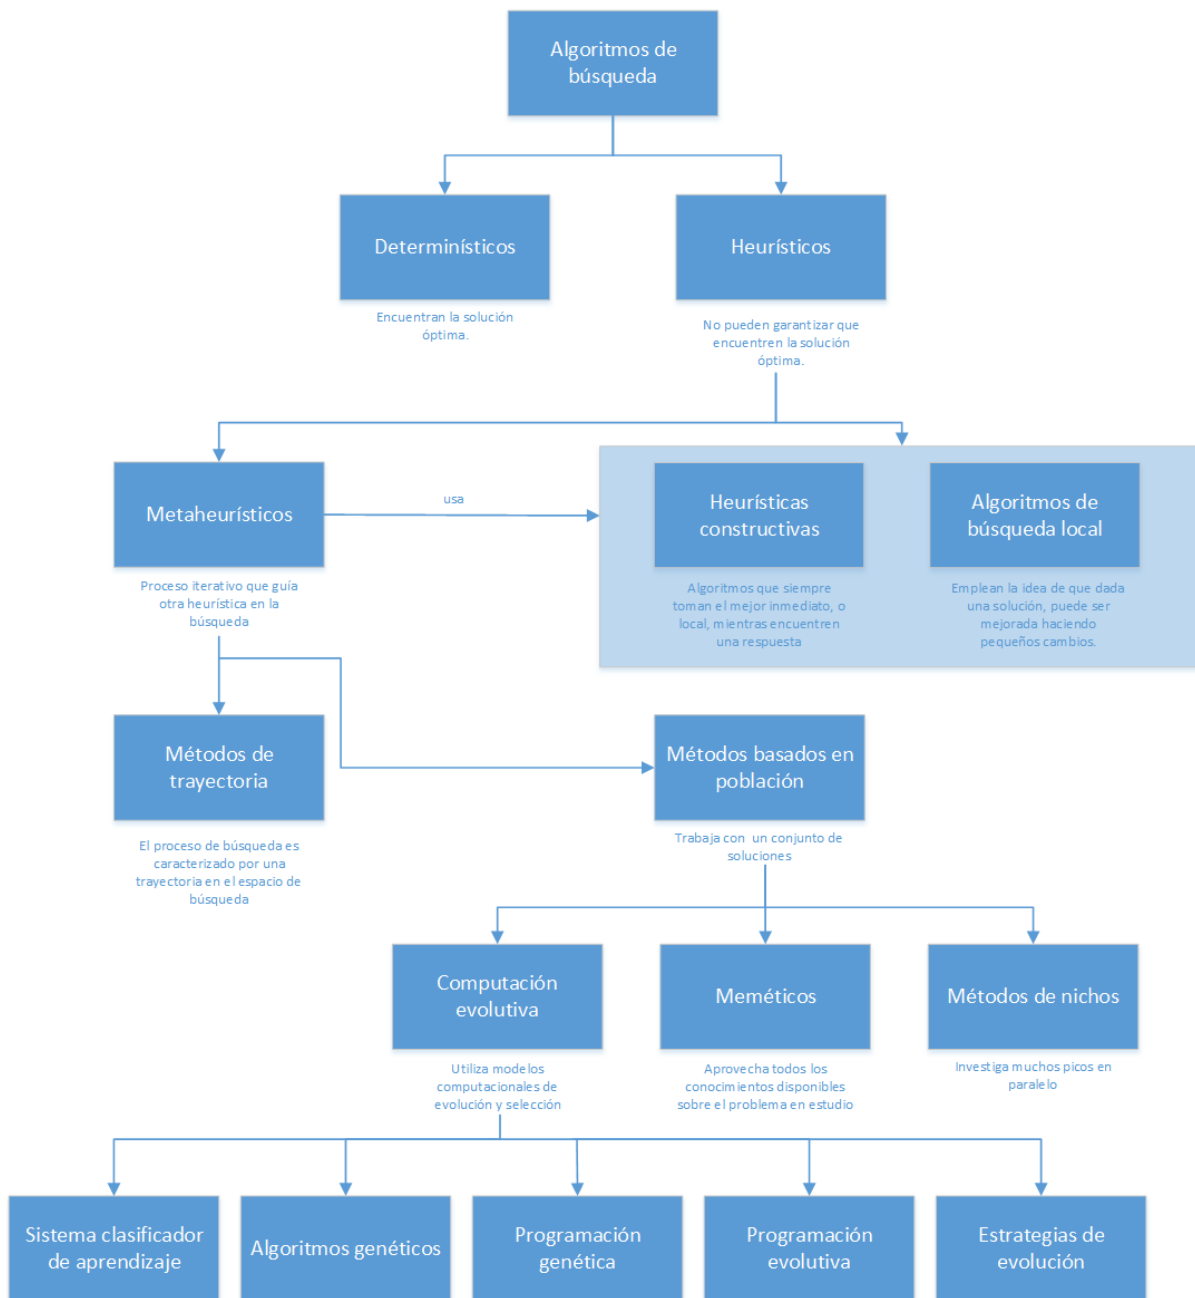 Algoritmos de
búsqueda
Determinísticos
Heurísticos
Encuentran la solución
óptima.
No pueden garantizar que
encuentren la solución
óptima.
Metaheurísticos
usa
Heurísticas
constructivas
Algoritmos de
búsqueda local
Proceso iterativo que guía
otra heurística en la
búsqueda
Algoritmos que siempre
toman el mejor inmediato, o
local, mientras encuentren
una respuesta
Emplean la idea de que dada
una solución, puede ser
mejorada haciendo
pequeños cambios.
Métodos de
trayectoria
Métodos basados en
población
El proceso de búsqueda es
caracterizado por una
trayectoria en el espacio de
búsqueda
Trabaja con un conjunto de
soluciones
Computación
evolutiva
Meméticos
Métodos de nichos
Utiliza modelos
computacionales de
evolución y selección
Aprovecha todos los
conocimientos disponibles
sobre el problema en estudio
Investiga muchos picos en
paralelo
Sistema clasificador
de aprendizaje
Algoritmos genéticos
Programación
genética
Programación
evolutiva
Estrategias de
evolución